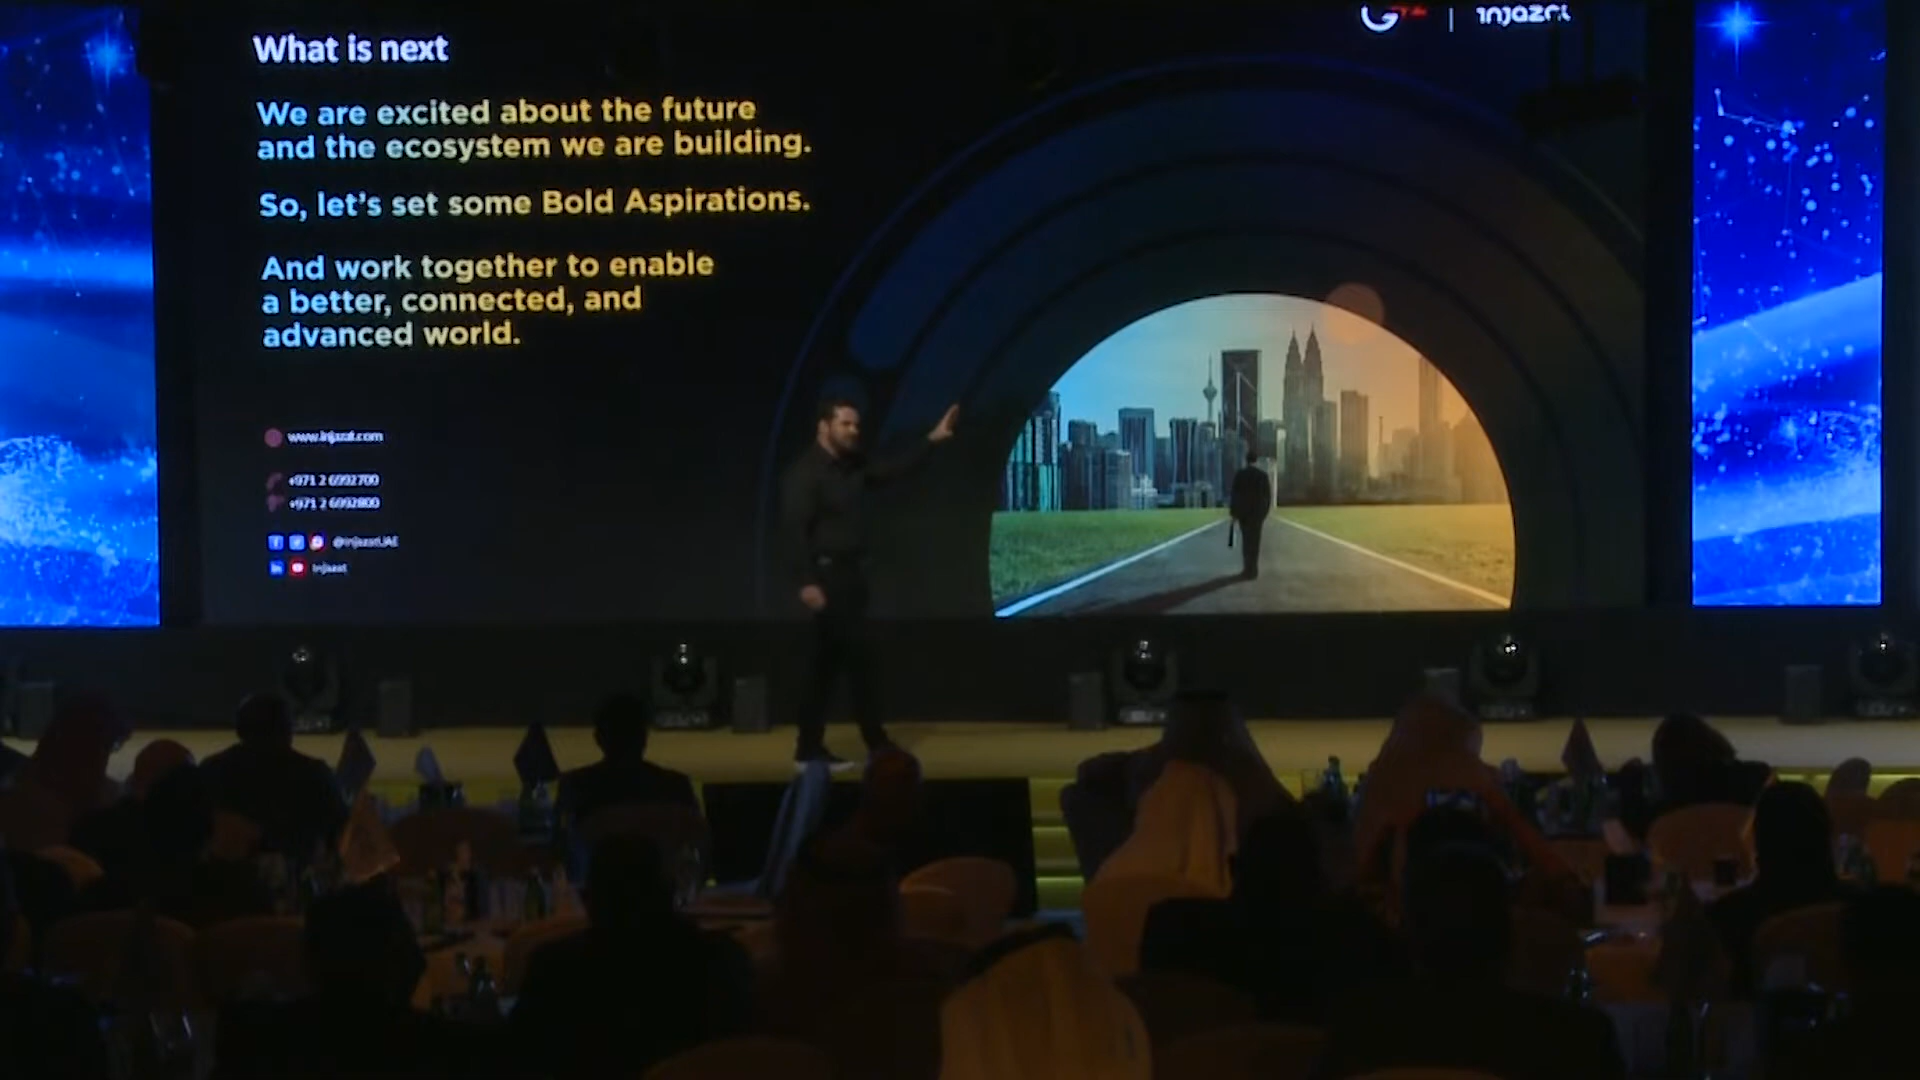 What is next
G42 | injazat
We are excited about the future
and the ecosystem we are building.
So, let's set some Bold Aspirations.
And work together to enable
a better, connected, and
advanced world.
www.injazat.com
+971 2 6992700
+971 2 6992800
@InjazatUAE
Injazat